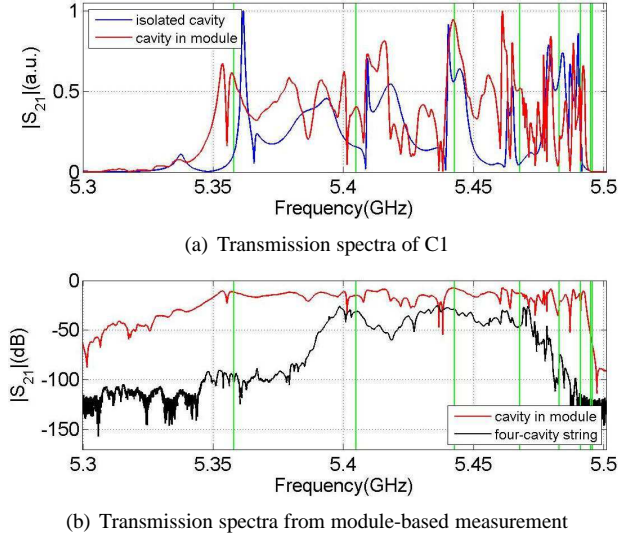 isolated cavity
cavity in module
|S21|(a.u.)
1
0.5
0
5.3 5.35 5.4 5.45 5.5
Frequency(GHz)
(a) Transmission spectra of C1
|S21|(dB)
0
-50
-100
-150
cavity in module
four-cavity string
5.3 5.35 5.4 5.45 5.5
Frequency(GHz)
(b) Transmission spectra from module-based measurement